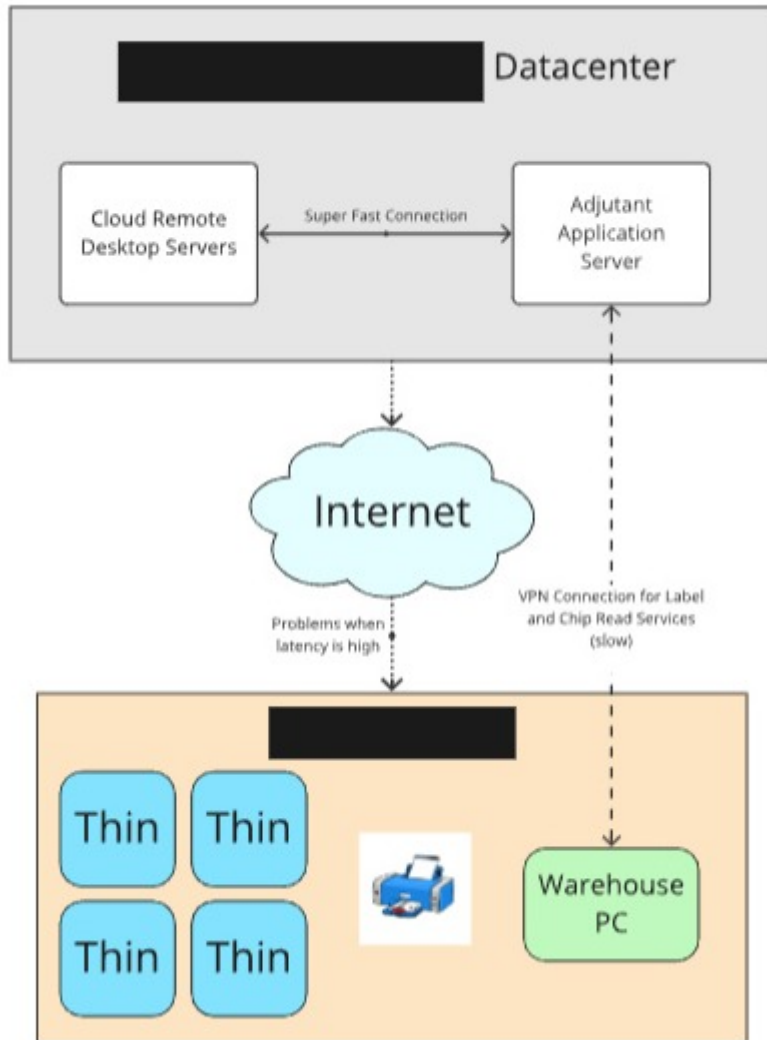 Datacenter
Cloud Remote
Desktop Servers
Super Fast Connection
Adjutant
Application
Server
Internet
Problems when
latency is high
VPN Connection for Label
and Chip Read Services
(slow)
Thin
Thin
Thin
Thin
Warehouse
PC